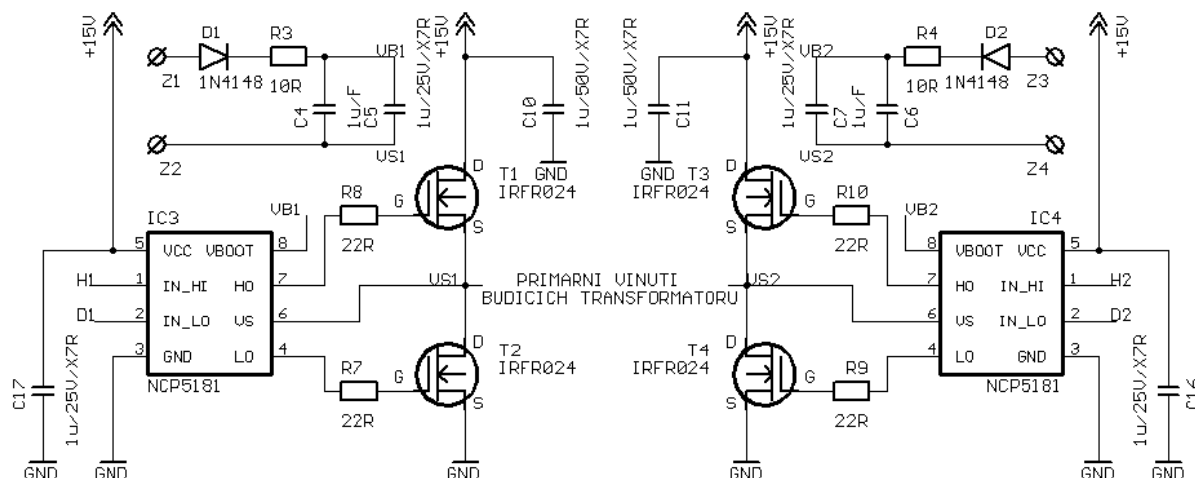 +15V
Z1
D1
1N4148
R3
10R
VB1
C4
1u/F
C5
1u/25V/X7R
+15V
C10
1u/50V/X7R
1u/50V/X7R
C11
+15V
VB2
1u/25V/X7R
C7
1u/F
C6
R4
10R
D2
1N4148
Z3
+15V
Z2
VS1
GND
GND
VS2
Z4
D
T1
IRFR024
G
S
D
T3
IRFR024
G
S
R8
22R
R10
22R
IC3
VB1
5 VCC VBOOT 8
H1 1 IN_HI HO 7
D1 2 IN_LO VS 6
3 GND LO 4
NCP5181
VS1
PRIMARNI VINUTI
BUDICICH TRANSFORMATORU
VS2
VB2
IC4
8 VBOOT VCC 5
7 HO IN_HI 1 H2
6 VS IN_LO 2 D2
4 LO GND 3
NCP5181
R7
22R
D
T2
IRFR024
G
S
D
T4
IRFR024
G
S
R9
22R
C17
1u/25V/X7R
1u/25V/X7R
C16
GND
GND
GND
GND
GND
GND